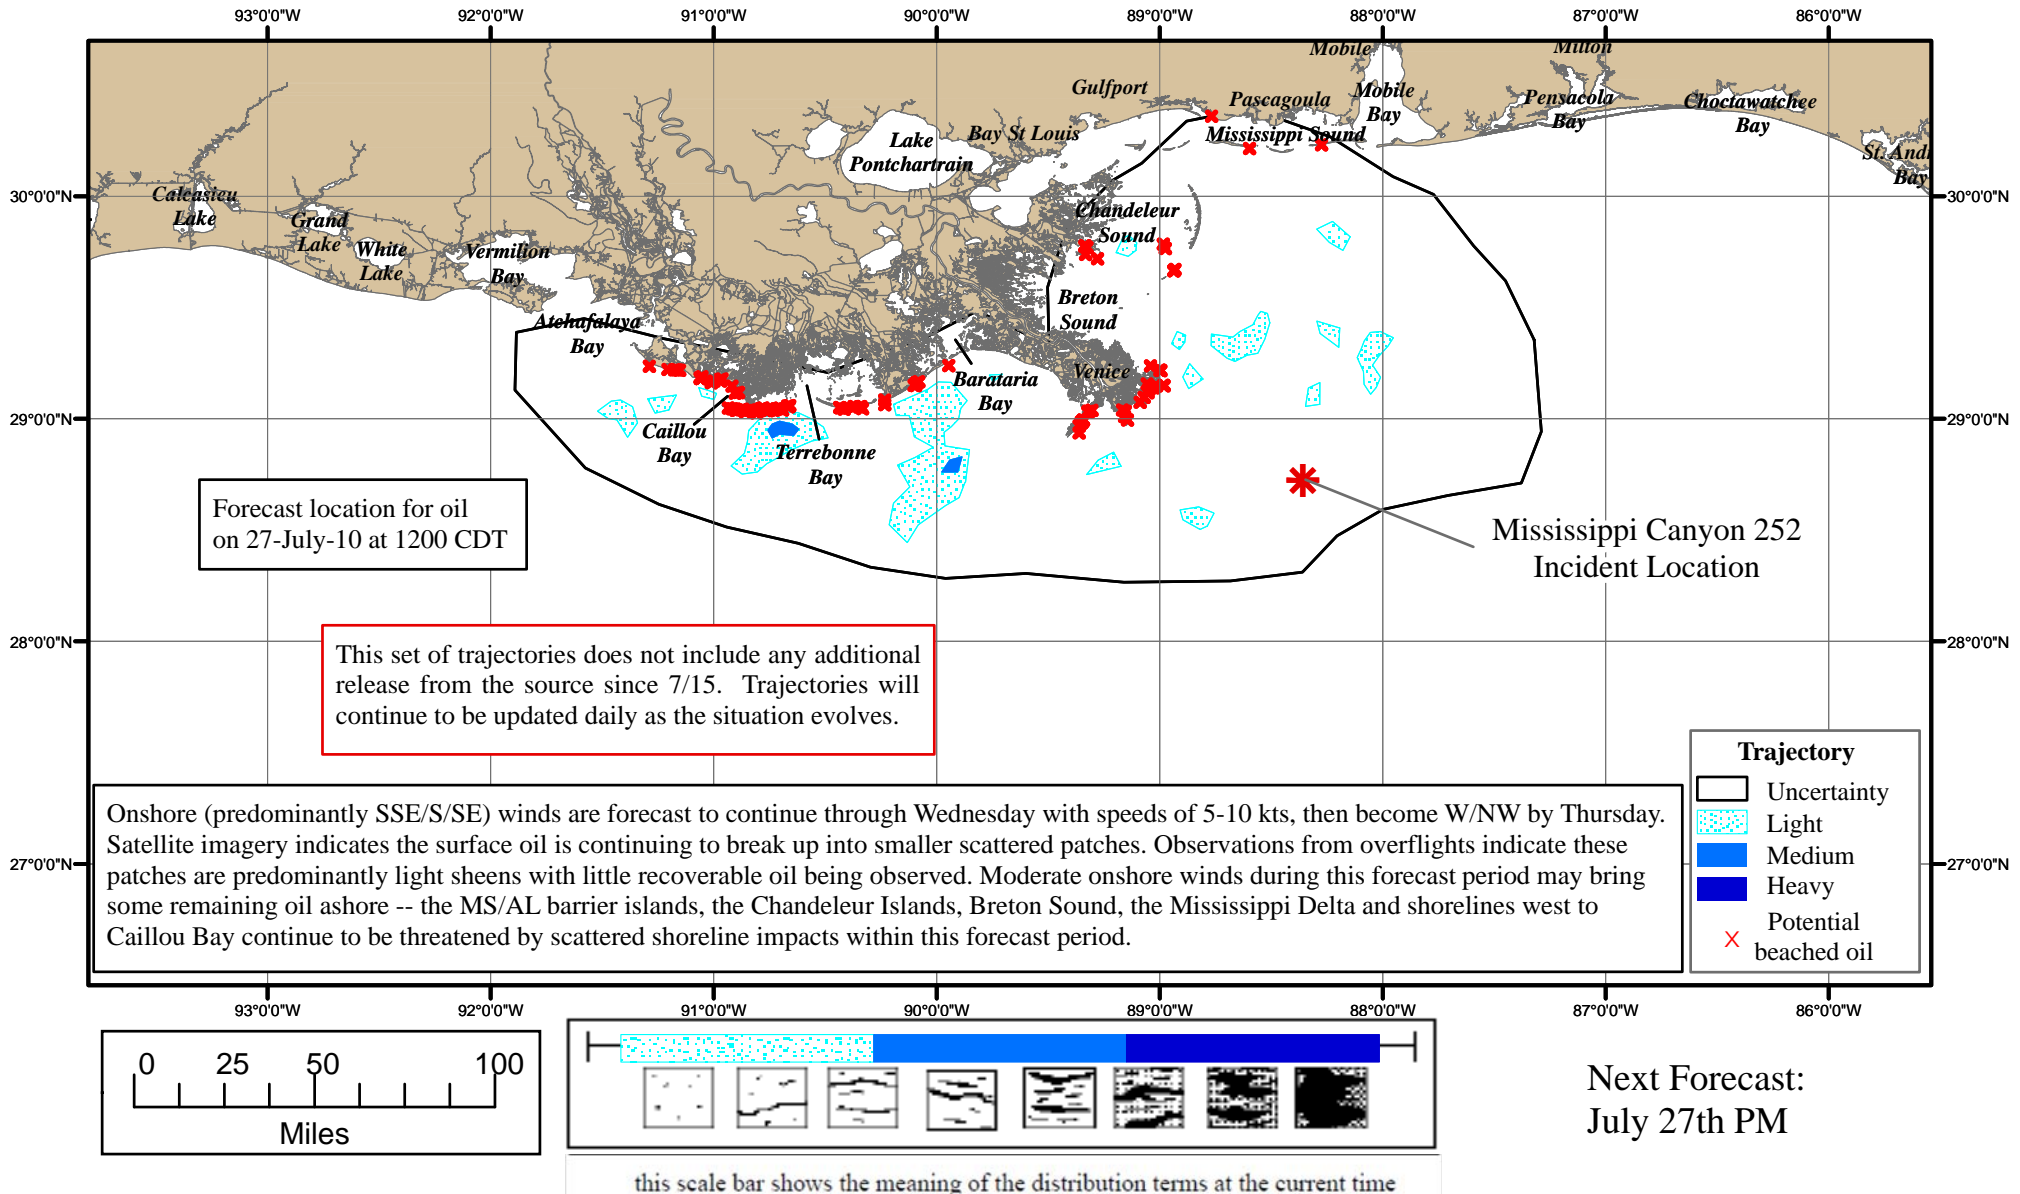 93°0'0"W 92°0'0"W 91°0'0"W 90°0'0"W 89°0'0"W 88°0'0"W 87°0'0"W 86°0'0"W
Mobile
Milton
Gulfport
Pascagoula
Mobile
Bay
Pensacola
Bay
Choctawatchee
Bay
Lake
Pontchartrain
Bay St Louis
Mississippi Sound
St. Andr
Bay
30°0'0"N
30°0'0"N
Calcasieu
Lake
Grand
Lake
White
Lake
Vermilion
Bay
Chandeleur
Sound
Breton
Sound
Atchafalaya
Bay
Venice
Barataria
Bay
29°0'0"N
29°0'0"N
Caillou
Bay
Terrebonne
Bay
Forecast location for oil
on 27-July-10 at 1200 CDT
Mississippi Canyon 252
Incident Location
28°0'0"N
28°0'0"N
This set of trajectories does not include any additional
release from the source since 7/15. Trajectories will
continue to be updated daily as the situation evolves.
Trajectory
Uncertainty
Light
Medium
Heavy
Potential
beached oil
Onshore (predominantly SSE/S/SE) winds are forecast to continue through Wednesday with speeds of 5-10 kts, then become W/NW by Thursday.
Satellite imagery indicates the surface oil is continuing to break up into smaller scattered patches. Observations from overflights indicate these
patches are predominantly light sheens with little recoverable oil being observed. Moderate onshore winds during this forecast period may bring
some remaining oil ashore -- the MS/AL barrier islands, the Chandeleur Islands, Breton Sound, the Mississippi Delta and shorelines west to
Caillou Bay continue to be threatened by scattered shoreline impacts within this forecast period.
27°0'0"N
27°0'0"N
93°0'0"W 92°0'0"W 91°0'0"W 90°0'0"W 89°0'0"W 88°0'0"W 87°0'0"W 86°0'0"W
0 25 50 100
Miles
this scale bar shows the meaning of the distribution terms at the current time
Next Forecast:
July 27th PM